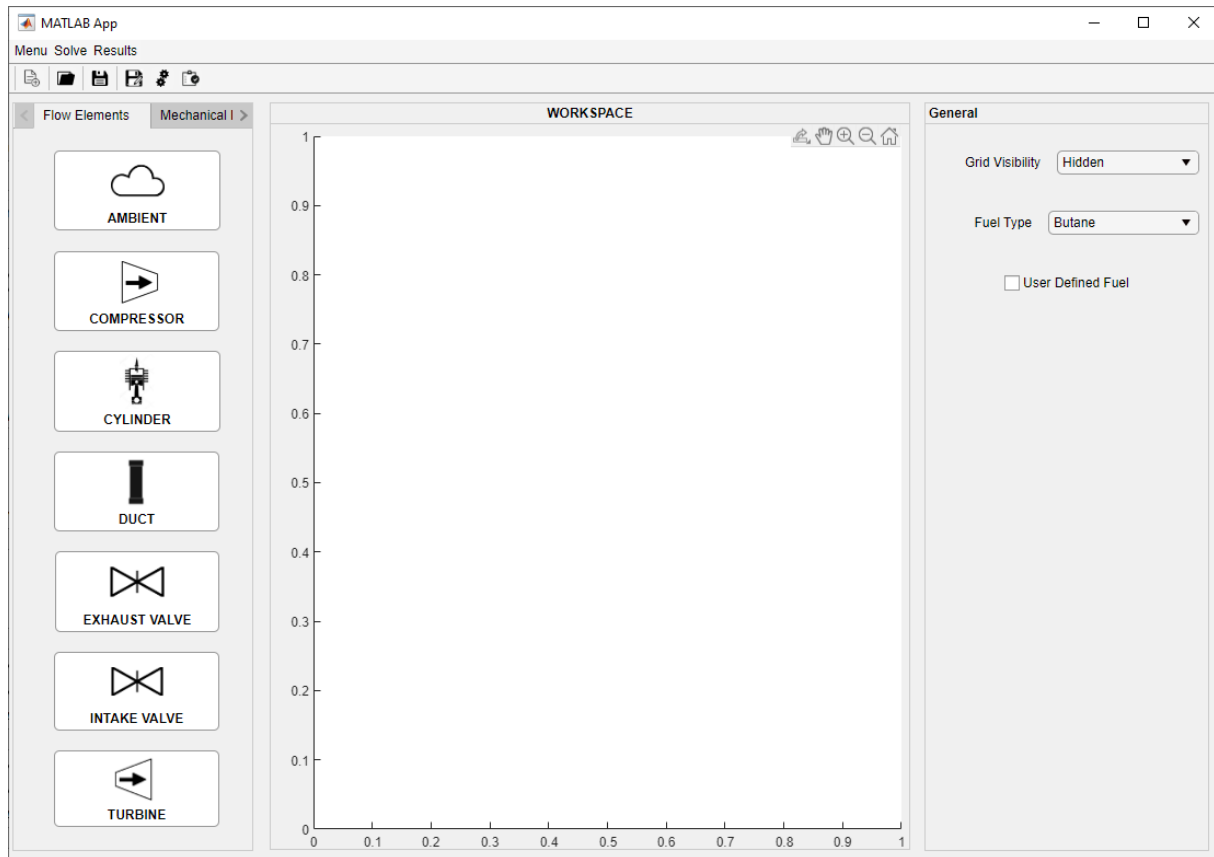 MATLAB App
Menu Solve Results
Flow Elements
Mechanical
AMBIENT
COMPRESSOR
CYLINDER
DUCT
EXHAUST VALVE
INTAKE VALVE
TURBINE
WORKSPACE
1
0.9
0.8
0.7
0.6
0.5
0.4
0.3
0.2
0.1
0
0 0.1 0.2 0.3 0.4 0.5 0.6 0.7 0.8 0.9 1
General
Grid Visibility Hidden
Fuel Type Butane
User Defined Fuel